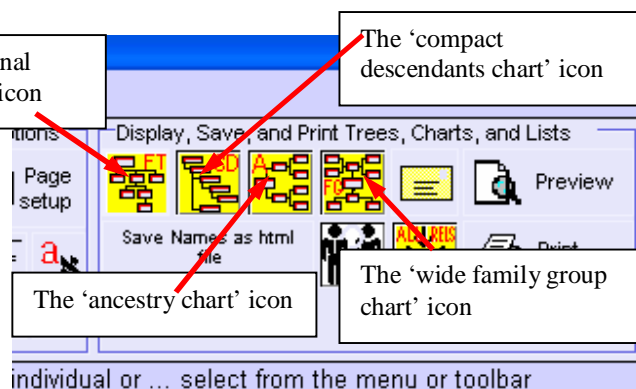 The ‘compact
descendants chart’ icon
nal
icon
Display, Save, and Print Trees, Charts, and Lists
FT
A
FG
Page
setup
Preview
Save Names as html
file
a
The ‘ancestry chart’ icon
The ‘wide family group
chart’ icon
individual or ... select from the menu or toolbar